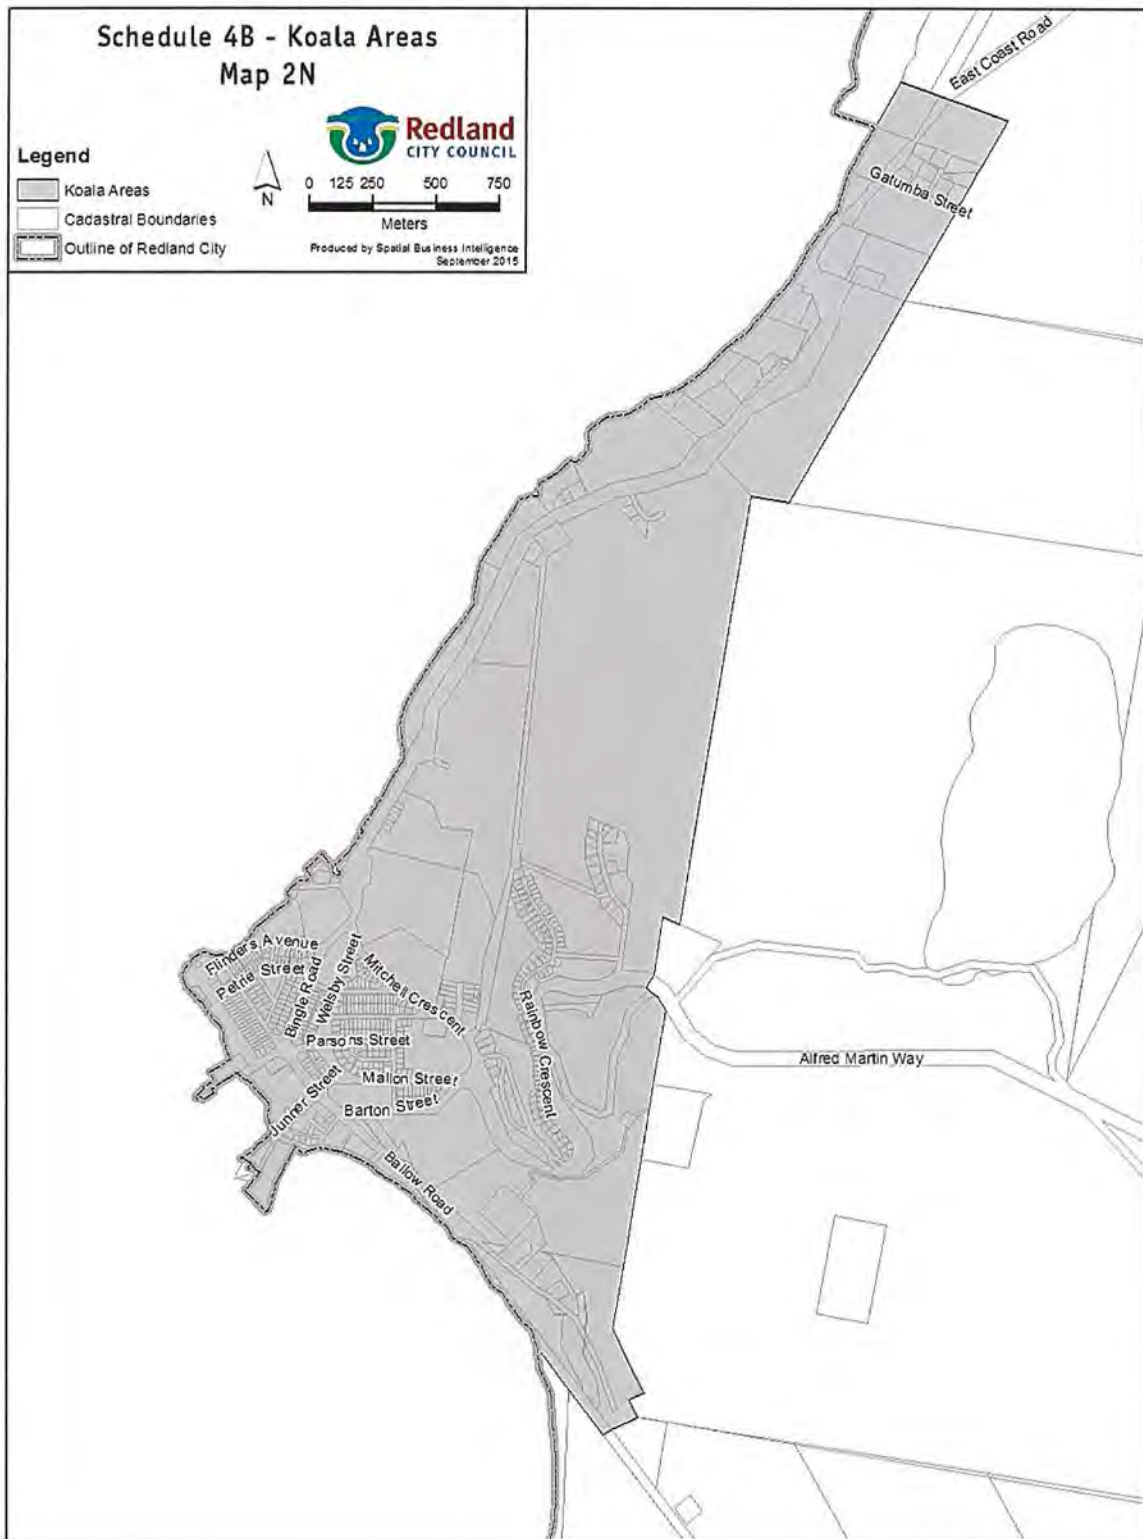 Schedule 4B - Koala Areas
Map 2N
Redland
CITY COUNCIL
Legend
Koala Areas
Cadastral Boundaries
Outline of Redland City
N
0 125 250 500 750
Meters
Produced by Spatial Business Intelligence
September 2015
East Coast Road
Gatumba Street
Flinders Avenue
Petrie Street
Bingle Road
Welsby Street
Mitchell Crescent
Rainbow Crescent
Parsons Street
Alfred Martin Way
Mallon Street
Junner Street
Barton Street
Ballow Road